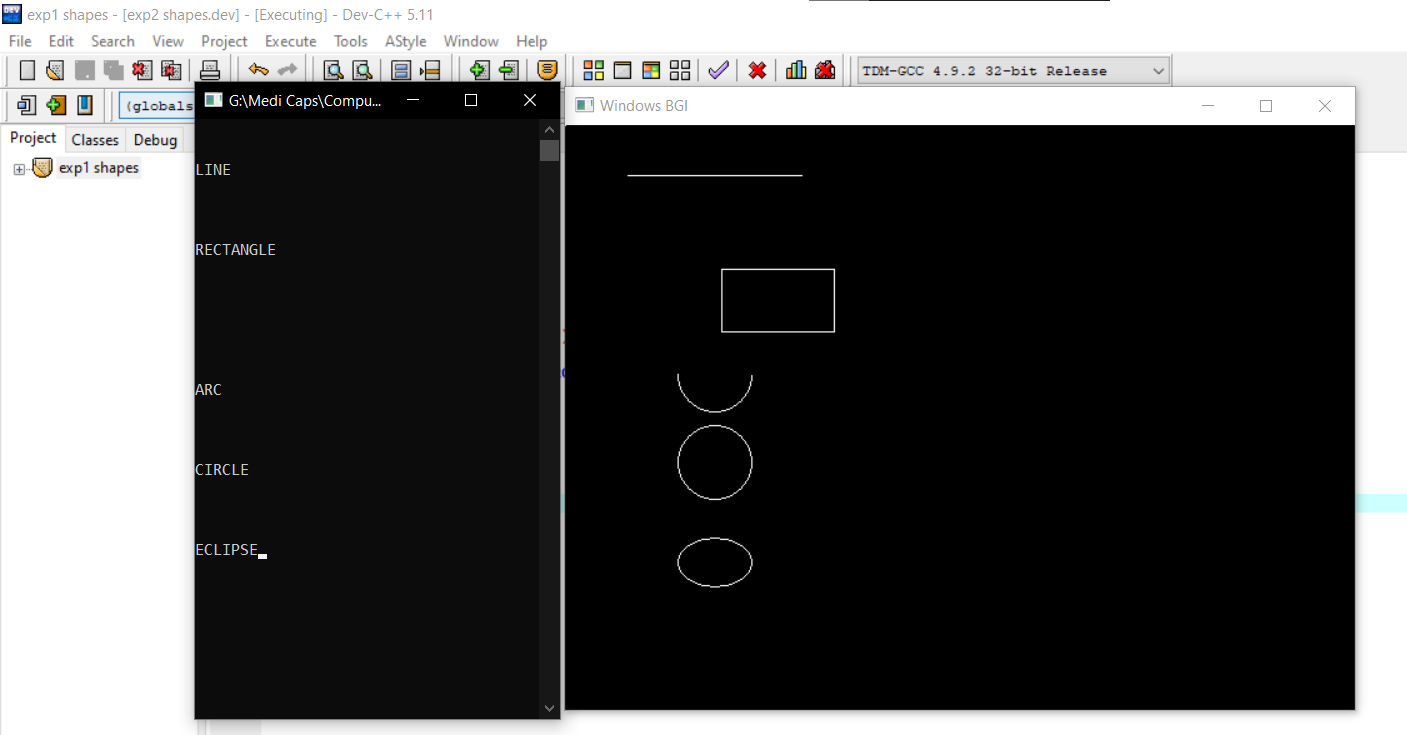 exp1 shapes - [exp2 shapes.dev] - [Executing] - Dev-C++ 5.11
File Edit Search View Project Execute Tools AStyle Window Help
TDM-GCC 4.9.2 32-bit Release
(globals
G:\Medi Caps\Compu...
Windows BGI
Project Classes Debug
exp1 shapes
LINE
RECTANGLE
ARC
CIRCLE
ECLIPSE